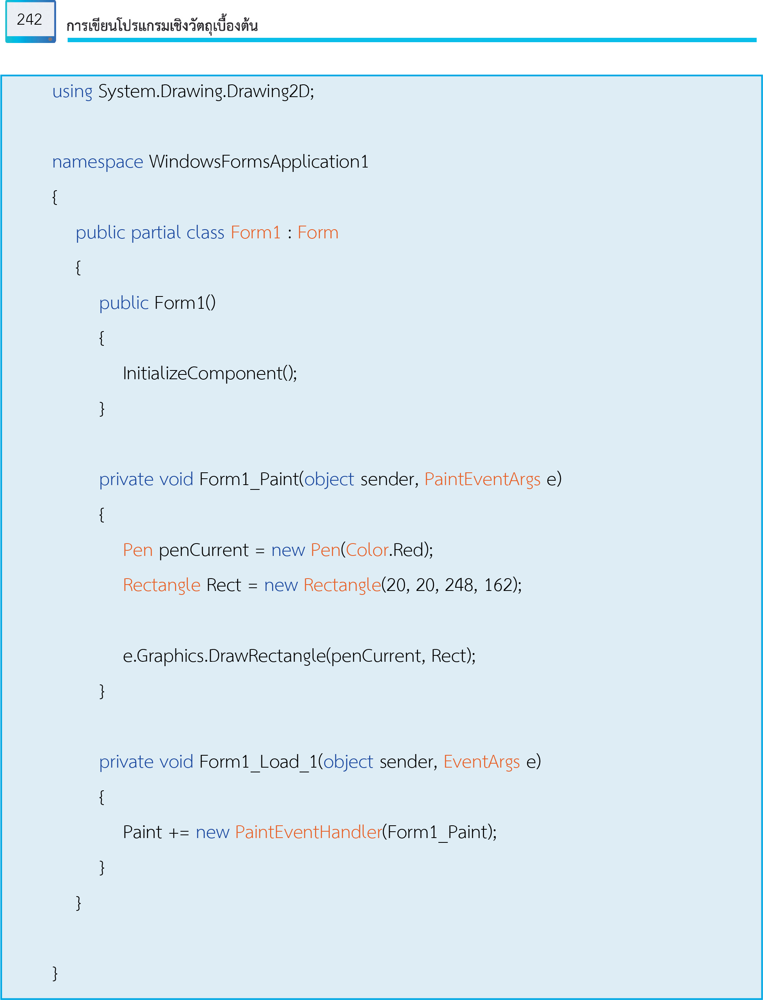 242
การเขียนโปรแกรมเชิงวัตถุเบื้องต้น
using System.Drawing.Drawing2D;
namespace WindowsFormsApplication1
{
public partial class Form1 : Form
{
public Form1()
{
InitializeComponent();
}
private void Form1_Paint(object sender, PaintEventArgs e)
{
Pen penCurrent = new Pen(Color.Red);
Rectangle Rect = new Rectangle(20, 20, 248, 162);
e.Graphics.DrawRectangle(penCurrent, Rect);
}
private void Form1_Load_1(object sender, EventArgs e)
{
Paint += new PaintEventHandler(Form1_Paint);
}
}
}